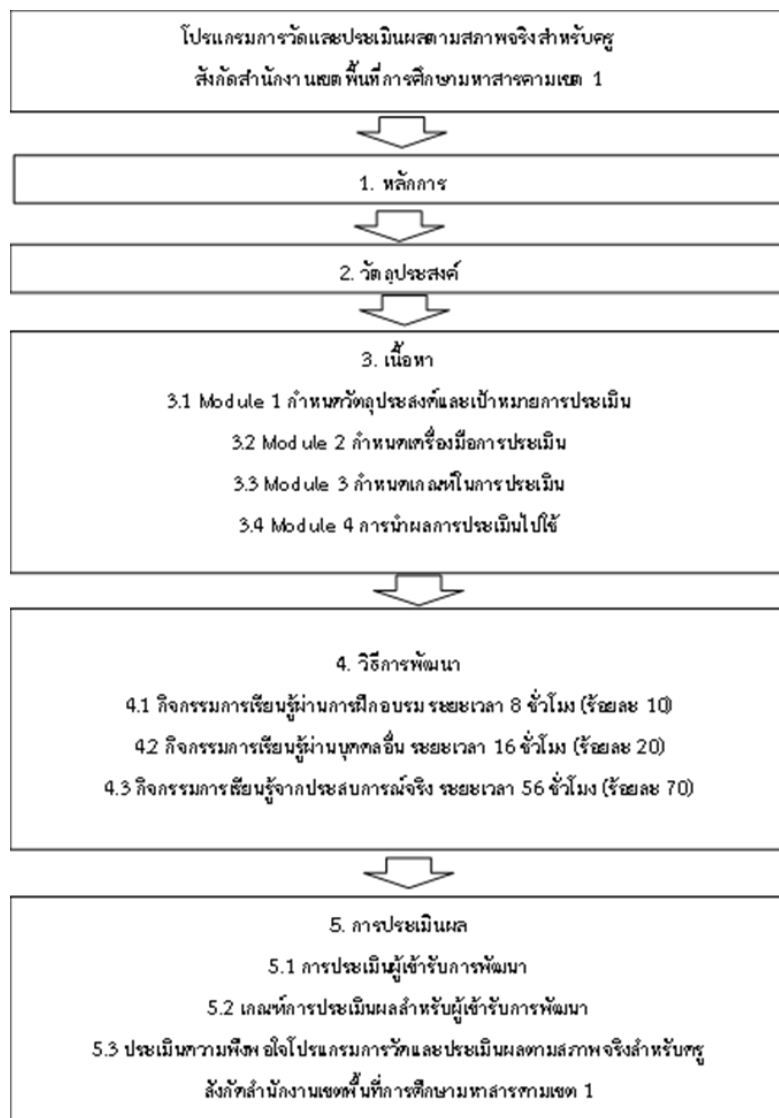 โปรแกรมการวัดและประเมินผลตามสภาพจริงสำหรับครู
สังกัดสำนักงานเขตพื้นที่การศึกษามหาสารคามเขต 1
1. หลักการ
2. วัตถุประสงค์
3. เนื้อหา
3.1 Module 1 กำหนดวัตถุประสงค์และเป้าหมายการประเมิน
3.2 Module 2 กำหนดเครื่องมือการประเมิน
3.3 Module 3 กำหนดเกณฑ์ในการประเมิน
3.4 Module 4 การนำผลการประเมินไปใช้
4. วิธีการพัฒนา
4.1 กิจกรรมการเรียนรู้ผ่านการฝึกอบรม ระยะเวลา 8 ชั่วโมง (ร้อยละ 10)
4.2 กิจกรรมการเรียนรู้ผ่านบุคคลอื่น ระยะเวลา 16 ชั่วโมง (ร้อยละ 20)
4.3 กิจกรรมการเรียนรู้จากประสบการณ์จริง ระยะเวลา 56 ชั่วโมง (ร้อยละ 70)
5. การประเมินผล
5.1 การประเมินผู้เข้ารับการพัฒนา
5.2 เกณฑ์การประเมินผลสำหรับผู้เข้ารับการพัฒนา
5.3 ประเมินความพึงพอใจโปรแกรมการวัดและประเมินผลตามสภาพจริงสำหรับครู
สังกัดสำนักงานเขตพื้นที่การศึกษามหาสารคามเขต 1